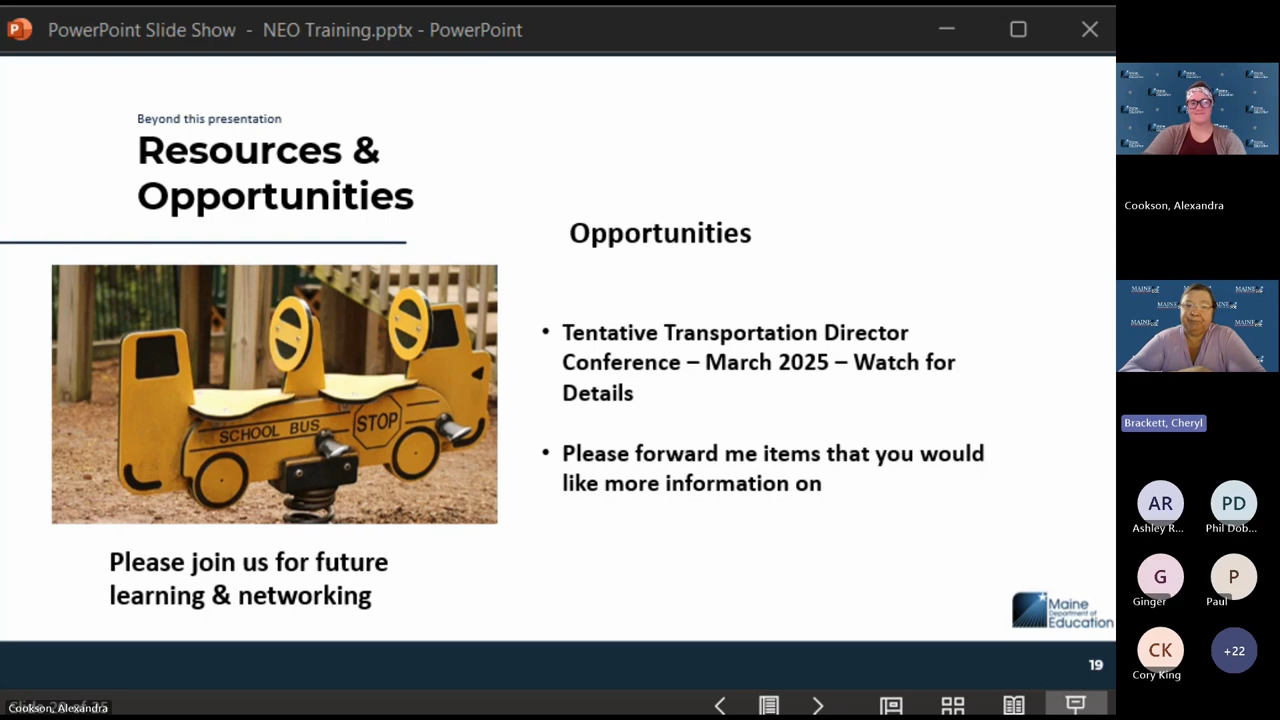 PowerPoint Slide Show - NEO Training.pptx - PowerPoint
Beyond this presentation
Resources &
Opportunities
Opportunities
• Tentative Transportation Director
Conference – March 2025 – Watch for
Details
• Please forward me items that you would
like more information on
SCHOOL BUS
STOP
Please join us for future
learning & networking
Maine
Department of
Education
19
Cookson, Alexandra
Cookson, Alexandra
MAINE
Brackett, Cheryl
AR
Ashley R...
PD
Phil Dob...
G
Ginger
P
Paul
CK
Cory King
+22